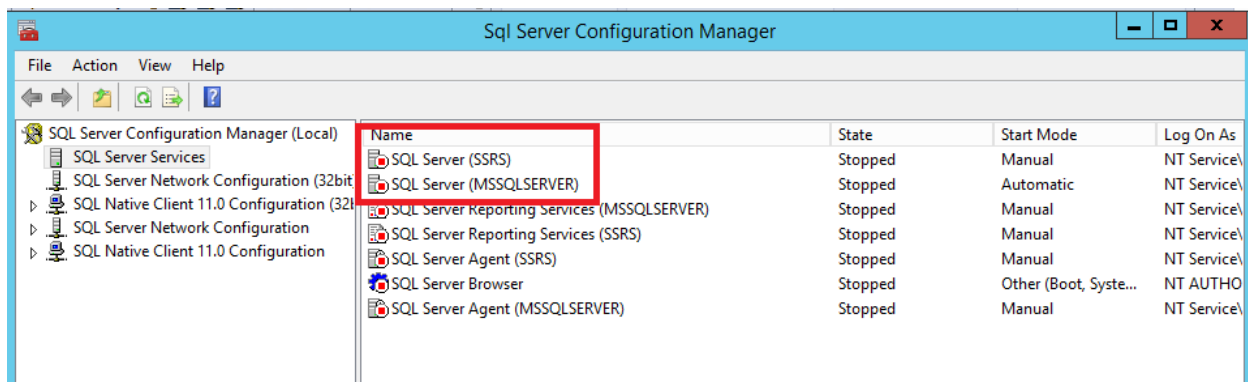 Sql Server Configuration Manager
File Action View Help
SQL Server Configuration Manager (Local)
SQL Server Services
SQL Server Network Configuration (32bit
SQL Native Client 11.0 Configuration (32b
SQL Server Network Configuration
SQL Native Client 11.0 Configuration
Name State Start Mode Log On As
SQL Server (SSRS) Stopped Manual NT Service\
SQL Server (MSSQLSERVER) Stopped Automatic NT Service\
SQL Server Reporting Services (MSSQLSERVER) Stopped Manual NT Service\
SQL Server Reporting Services (SSRS) Stopped Manual NT Service\
SQL Server Agent (SSRS) Stopped Manual NT Service\
SQL Server Browser Stopped Other (Boot, Syste... NT AUTHO
SQL Server Agent (MSSQLSERVER) Stopped Manual NT Service\